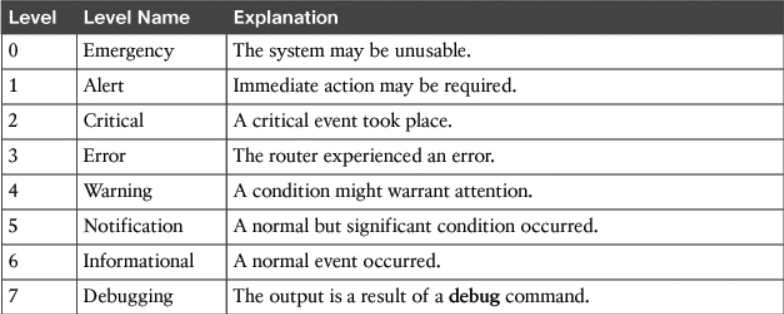 Level Level Name Explanation
0 Emergency The system may be unusable.
1 Alert Immediate action may be required.
2 Critical A critical event took place.
3 Error The router experienced an error.
4 Warning A condition might warrant attention.
5 Notification A normal but significant condition occurred.
6 Informational A normal event occurred.
7 Debugging The output is a result of a debug command.